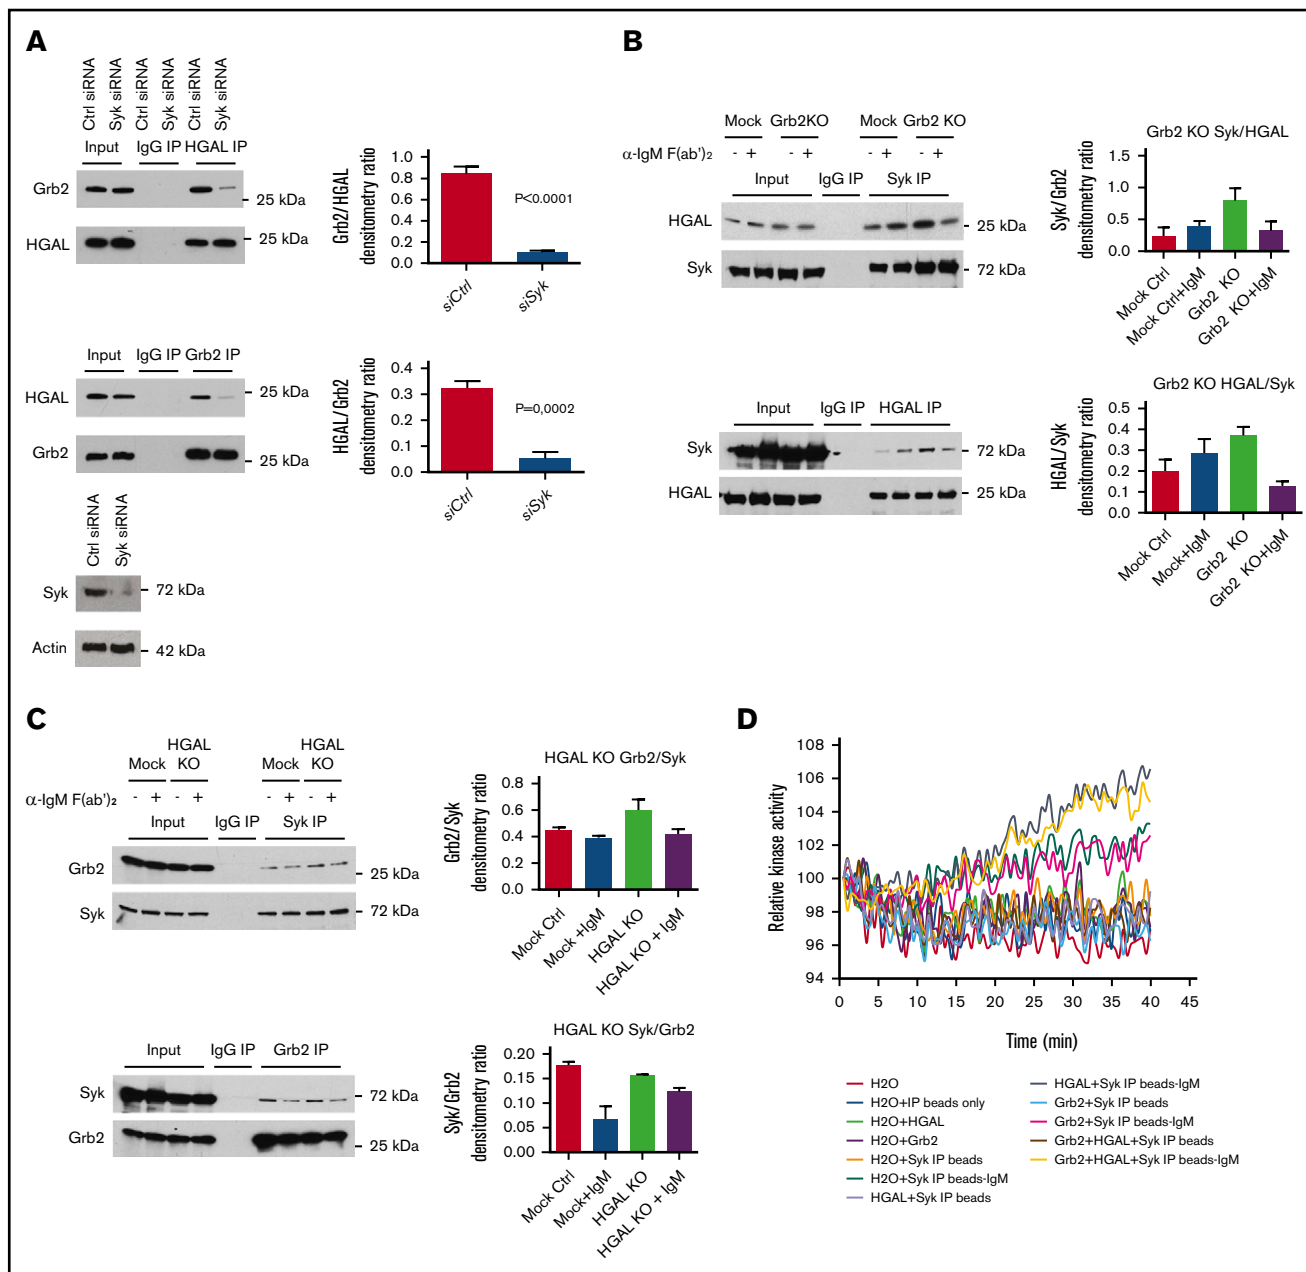 A
Ctrl siRNA
Syk siRNA
Ctrl siRNA
Syk siRNA
Ctrl siRNA
Syk siRNA
Input IgG IP HGAL IP
Grb2
25 kDa
HGAL
25 kDa
Grb2/HGAL
densitometry ratio
1.0
0.8
0.6
0.4
0.2
0.0
P<0.0001
siCtrl
siSyk
Input IgG IP Grb2 IP
HGAL
25 kDa
Grb2
25 kDa
HGAL/Grb2
densitometry ratio
0.4
0.3
0.2
0.1
0.0
P=0,0002
siCtrl
siSyk
Ctrl siRNA
Syk siRNA
Syk
72 kDa
Actin
42 kDa
B
Mock Grb2KO Mock Grb2 KO
α-IgM F(ab')₂ - + - + - + - +
Input IgG IP Syk IP
HGAL
25 kDa
Syk
72 kDa
Grb2 KO Syk/HGAL
Syk/Grb2
densitometry ratio
1.5
1.0
0.5
0.0
Mock Ctrl
Mock Ctrl+IgM
Grb2 KO
Grb2 KO+IgM
Input IgG IP HGAL IP
Syk
72 kDa
HGAL
25 kDa
Grb2 KO HGAL/Syk
HGAL/Syk
densitometry ratio
0.5
0.4
0.3
0.2
0.1
0.0
Mock Ctrl
Mock+IgM
Grb2 KO
Grb2 KO+IgM
C
HGAL HGAL
Mock KO Mock KO
α-IgM F(ab')₂ - + - + - + - +
Input IgG IP Syk IP
Grb2
25 kDa
Syk
72 kDa
HGAL KO Grb2/Syk
Grb2/Syk
densitometry ratio
0.8
0.6
0.4
0.2
0.0
Mock Ctrl
Mock +IgM
HGAL KO
HGAL KO + IgM
Input IgG IP Grb2 IP
Syk
72 kDa
Grb2
25 kDa
HGAL KO Syk/Grb2
Syk/Grb2
densitometry ratio
0.20
0.15
0.10
0.05
0.00
Mock Ctrl
Mock+IgM
HGAL KO
HGAL KO + IgM
D
Relative kinase activity
108
106
104
102
100
98
96
94
0 5 10 15 20 25 30 35 40 45
Time (min)
H2O
H2O+IP beads only
H2O+HGAL
H2O+Grb2
H2O+Syk IP beads
H2O+Syk IP beads-IgM
HGAL+Syk IP beads
HGAL+Syk IP beads-IgM
Grb2+Syk IP beads
Grb2+Syk IP beads-IgM
Grb2+HGAL+Syk IP beads
Grb2+HGAL+Syk IP beads-IgM